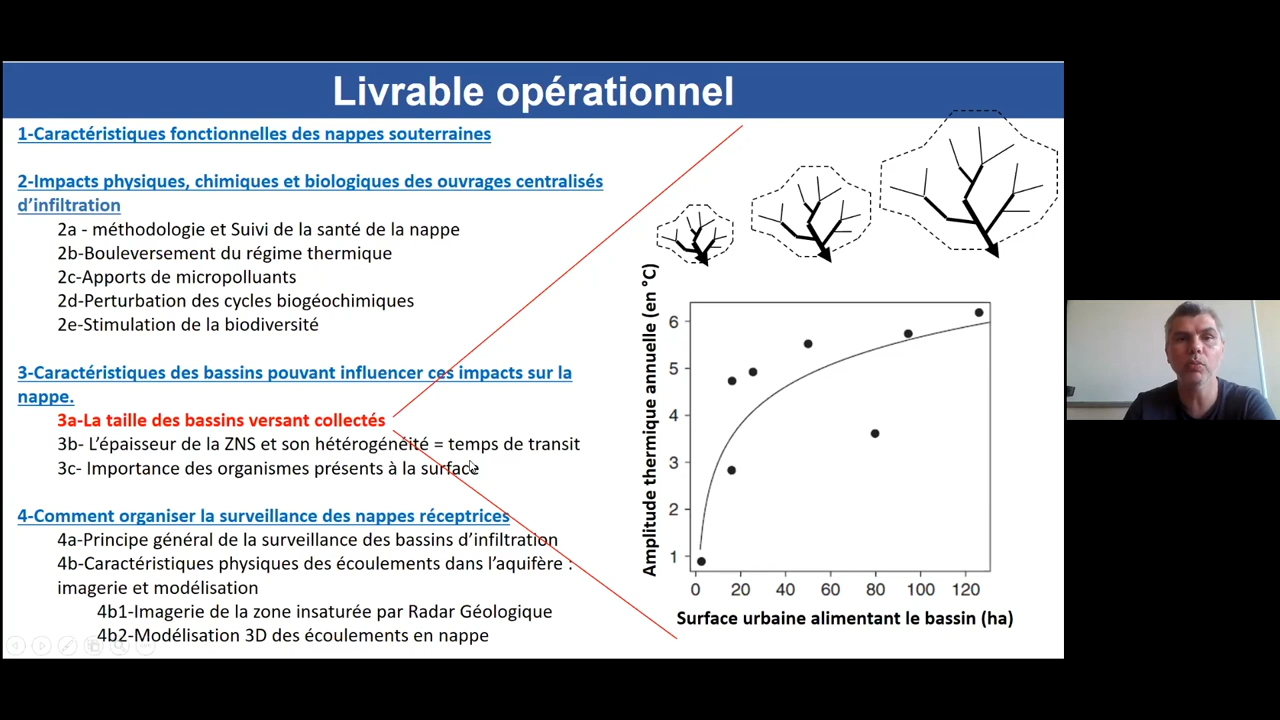 Livrable opérationnel
1-Caractéristiques fonctionnelles des nappes souterraines
2-Impacts physiques, chimiques et biologiques des ouvrages centralisés
d’infiltration
2a - méthodologie et Suivi de la santé de la nappe
2b-Bouleversement du régime thermique
2c-Apports de micropolluants
2d-Perturbation des cycles biogéochimiques
2e-Stimulation de la biodiversité
3-Caractéristiques des bassins pouvant influencer ces impacts sur la
nappe.
3a-La taille des bassins versant collectés
3b- L’épaisseur de la ZNS et son hétérogénéité = temps de transit
3c- Importance des organismes présents à la surface
4-Comment organiser la surveillance des nappes réceptrices
4a-Principe général de la surveillance des bassins d’infiltration
4b-Caractéristiques physiques des écoulements dans l’aquifère :
imagerie et modélisation
4b1-Imagerie de la zone insaturée par Radar Géologique
4b2-Modélisation 3D des écoulements en nappe
Amplitude thermique annuelle (en °C)
6
5
4
3
2
1
0 20 40 60 80 100 120
Surface urbaine alimentant le bassin (ha)